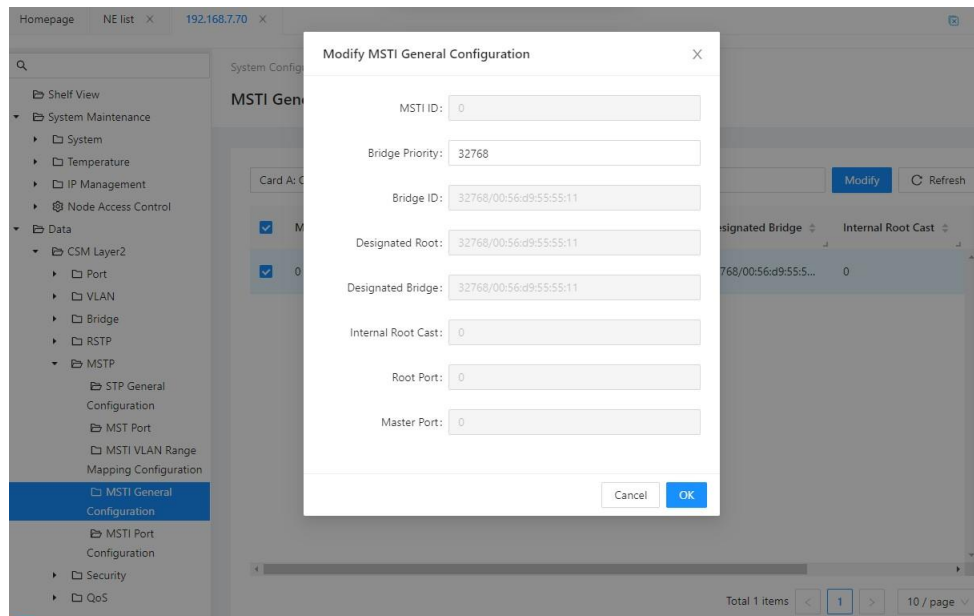 Homepage NE list 192.168.7.70
System Config
MSTI Gene
Shelf View
System Maintenance
System
Temperature
IP Management
Node Access Control
Data
CSM Layer2
Port
VLAN
Bridge
RSTP
MSTP
STP General
Configuration
MST Port
MSTI VLAN Range
Mapping Configuration
MSTI General
Configuration
MSTI Port
Configuration
Security
QoS
Card A: C
Modify Refresh
M signated Bridge Internal Root Cast
0 768/00:56:d9:55:5... 0
Total 1 items 1 10 / page
Modify MSTI General Configuration
MSTI ID: 0
Bridge Priority: 32768
Bridge ID: 32768/00:56:d9:55:55:11
Designated Root: 32768/00:56:d9:55:55:11
Designated Bridge: 32768/00:56:d9:55:55:11
Internal Root Cast: 0
Root Port: 0
Master Port: 0
Cancel OK